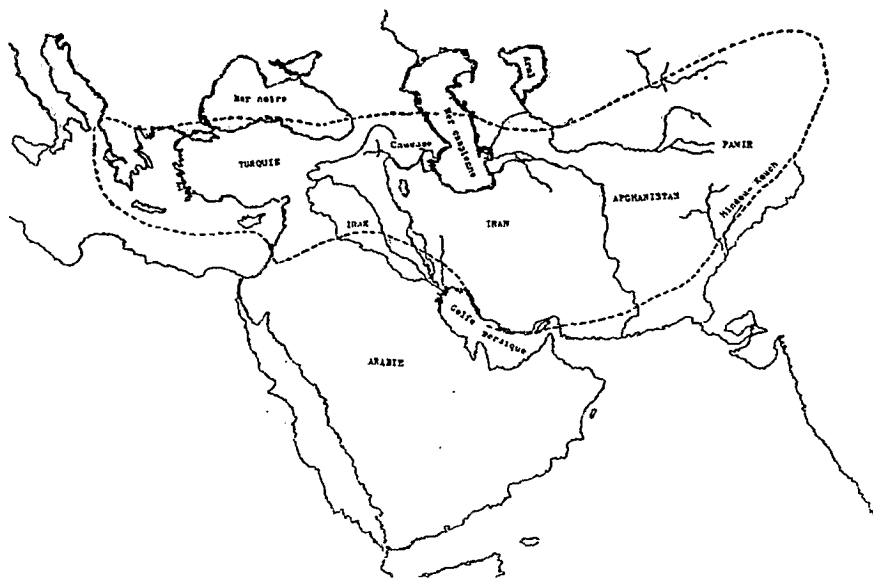 Aral
Mer noire
Mer caspienne
Caucase
PAMIR
TURQUIE
Hindou-Kouch
AFGHANISTAN
IRAK
IRAN
Golfe Persique
ARABIE